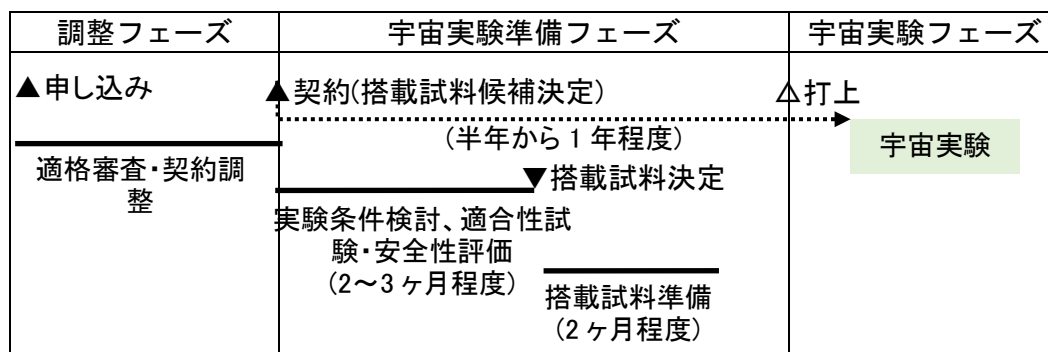 調整フェーズ
宇宙実験準備フェーズ
宇宙実験フェーズ
▲申し込み
▲契約(搭載試料候補決定)
△打上
(半年から1年程度)
宇宙実験
適格審査・契約調
整
▼搭載試料決定
実験条件検討、適合性試
験・安全性評価
(2～3ヶ月程度)
搭載試料準備
(2ヶ月程度)